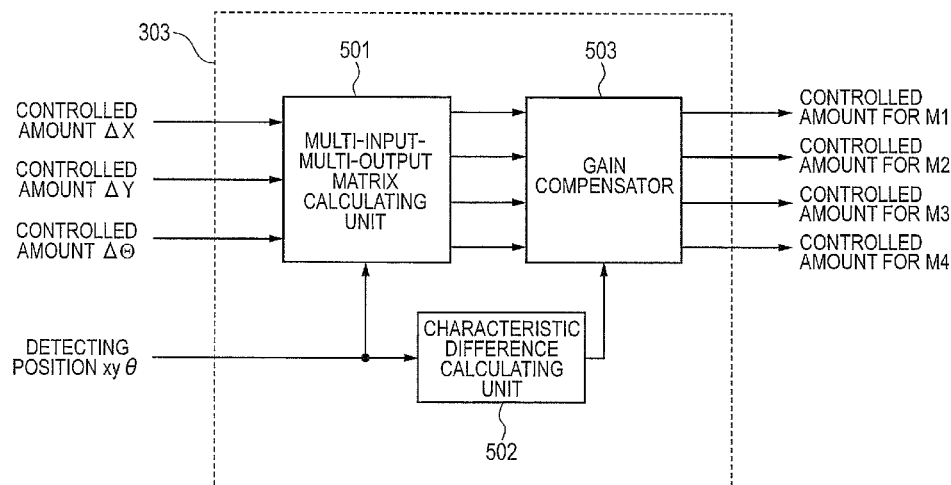 303
501
503
CONTROLLED
AMOUNT ΔX
CONTROLLED
AMOUNT ΔY
CONTROLLED
AMOUNT ΔΘ
MULTI-INPUT-
MULTI-OUTPUT
MATRIX
CALCULATING
UNIT
GAIN
COMPENSATOR
CONTROLLED
AMOUNT FOR M1
CONTROLLED
AMOUNT FOR M2
CONTROLLED
AMOUNT FOR M3
CONTROLLED
AMOUNT FOR M4
DETECTING
POSITION xy θ
CHARACTERISTIC
DIFFERENCE
CALCULATING
UNIT
502